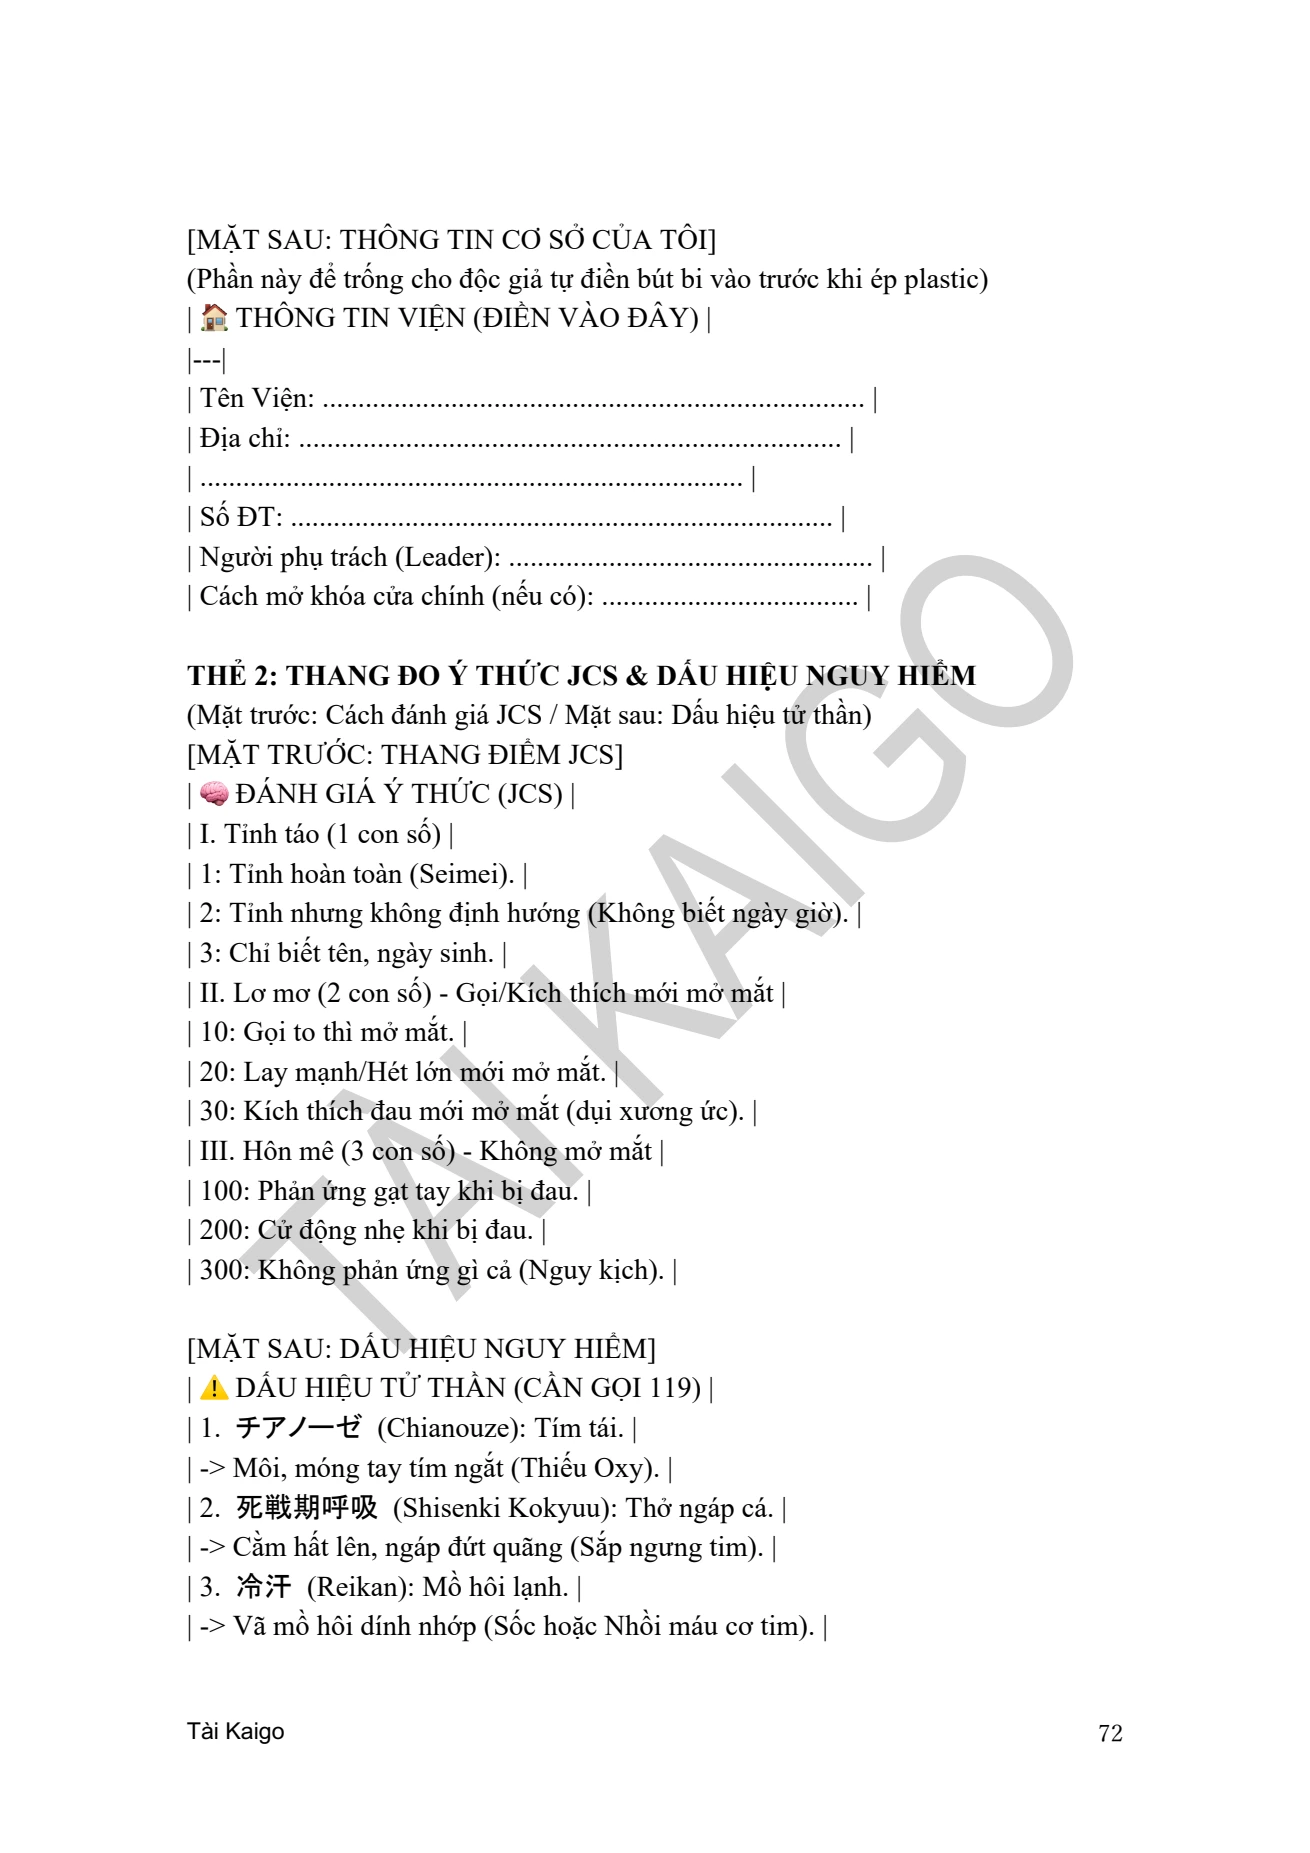 [MẶT SAU: THÔNG TIN CƠ SỞ CỦA TÔI]
(Phần này để trống cho độc giả tự điền bút bi vào trước khi ép plastic)
| 🏠 THÔNG TIN VIỆN (ĐIỀN VÀO ĐÂY) |
|---|
| Tên Viện: ............................................................................ |
| Địa chỉ: ............................................................................ |
| ............................................................................ |
| Số ĐT: ............................................................................ |
| Người phụ trách (Leader): ................................................... |
| Cách mở khóa cửa chính (nếu có): .................................... |
THẺ 2: THANG ĐO Ý THỨC JCS & DẤU HIỆU NGUY HIỂM
(Mặt trước: Cách đánh giá JCS / Mặt sau: Dấu hiệu tử thần)
[MẶT TRƯỚC: THANG ĐIỂM JCS]
| 🧠 ĐÁNH GIÁ Ý THỨC (JCS) |
| I. Tỉnh táo (1 con số) |
| 1: Tỉnh hoàn toàn (Seimei). |
| 2: Tỉnh nhưng không định hướng (Không biết ngày giờ). |
| 3: Chỉ biết tên, ngày sinh. |
| II. Lơ mơ (2 con số) - Gọi/Kích thích mới mở mắt |
| 10: Gọi to thì mở mắt. |
| 20: Lay mạnh/Hét lớn mới mở mắt. |
| 30: Kích thích đau mới mở mắt (dụi xương ức). |
| III. Hôn mê (3 con số) - Không mở mắt |
| 100: Phản ứng gạt tay khi bị đau. |
| 200: Cử động nhẹ khi bị đau. |
| 300: Không phản ứng gì cả (Nguy kịch). |
[MẶT SAU: DẤU HIỆU NGUY HIỂM]
| ⚠️ DẤU HIỆU TỬ THẦN (CẦN GỌI 119) |
| 1. チアノーゼ (Chianouze): Tím tái. |
| -> Môi, móng tay tím ngắt (Thiếu Oxy). |
| 2. 死戦期呼吸 (Shisenki Kokyuu): Thở ngáp cá. |
| -> Cằm hất lên, ngáp đứt quãng (Sắp ngưng tim). |
| 3. 冷汗 (Reikan): Mồ hôi lạnh. |
| -> Vã mồ hôi dính nhớp (Sốc hoặc Nhồi máu cơ tim). |
TÀI KAIGO
Tài Kaigo
72